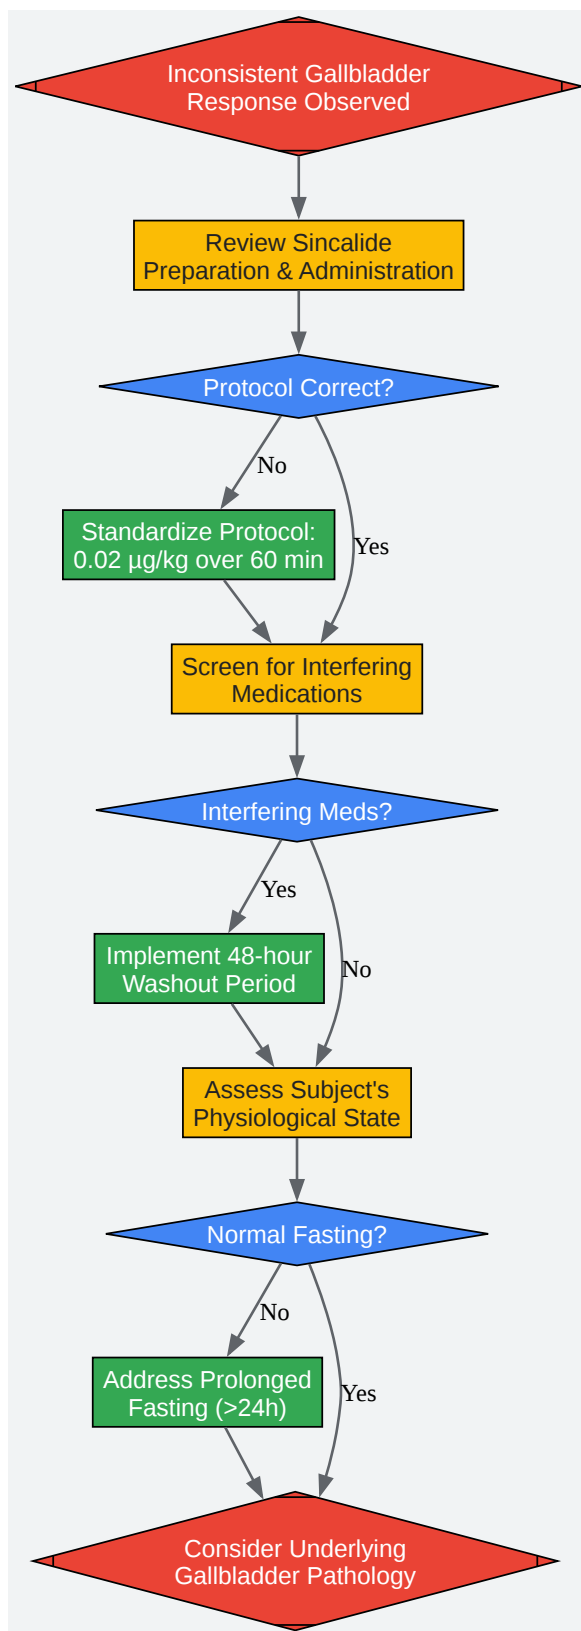 Inconsistent Gallbladder
Response Observed
Review Sincalide
Preparation & Administration
Protocol Correct?
No
Standardize Protocol:
0.02 µg/kg over 60 min
Yes
Screen for Interfering
Medications
Interfering Meds?
Yes
Implement 48-hour
Washout Period
No
Assess Subject's
Physiological State
Normal Fasting?
No
Address Prolonged
Fasting (>24h)
Yes
Consider Underlying
Gallbladder Pathology